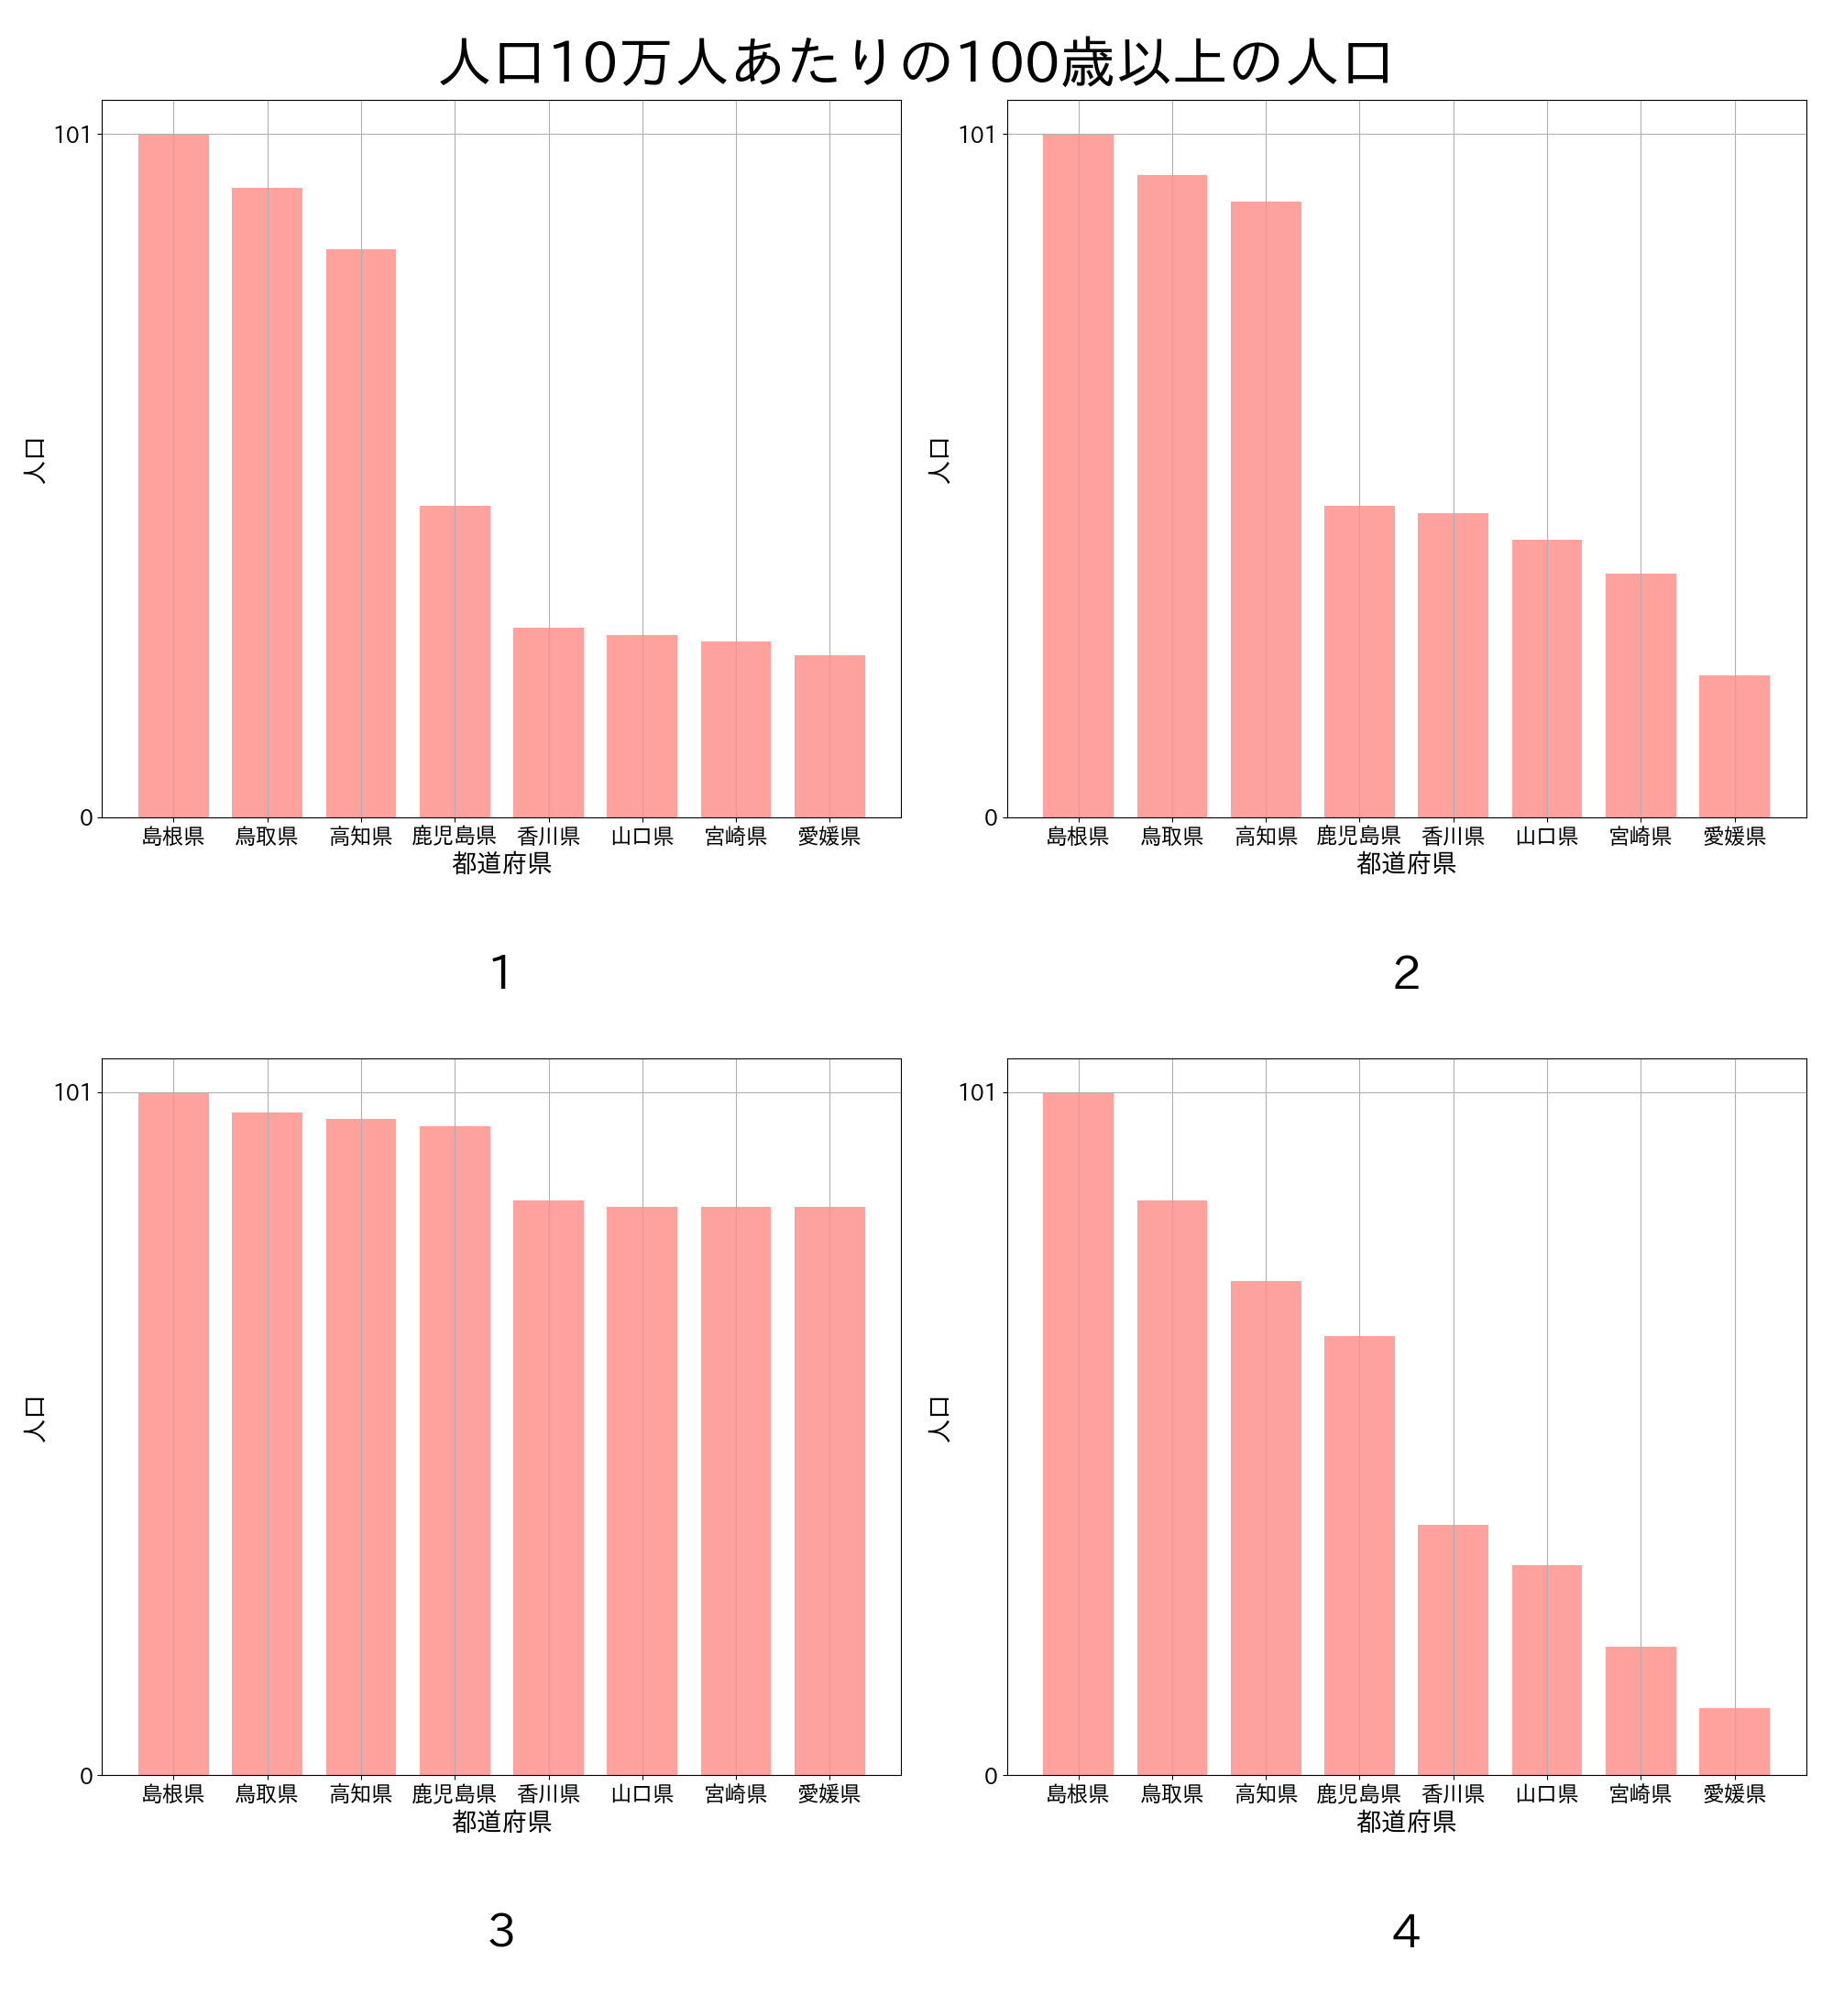 人口10万人あたりの100歳以上の人口
101
0
人口
島根県 鳥取県 高知県 鹿児島県 香川県 山口県 宮崎県 愛媛県
都道府県
1
101
0
人口
島根県 鳥取県 高知県 鹿児島県 香川県 山口県 宮崎県 愛媛県
都道府県
2
101
0
人口
島根県 鳥取県 高知県 鹿児島県 香川県 山口県 宮崎県 愛媛県
都道府県
3
101
0
人口
島根県 鳥取県 高知県 鹿児島県 香川県 山口県 宮崎県 愛媛県
都道府県
4